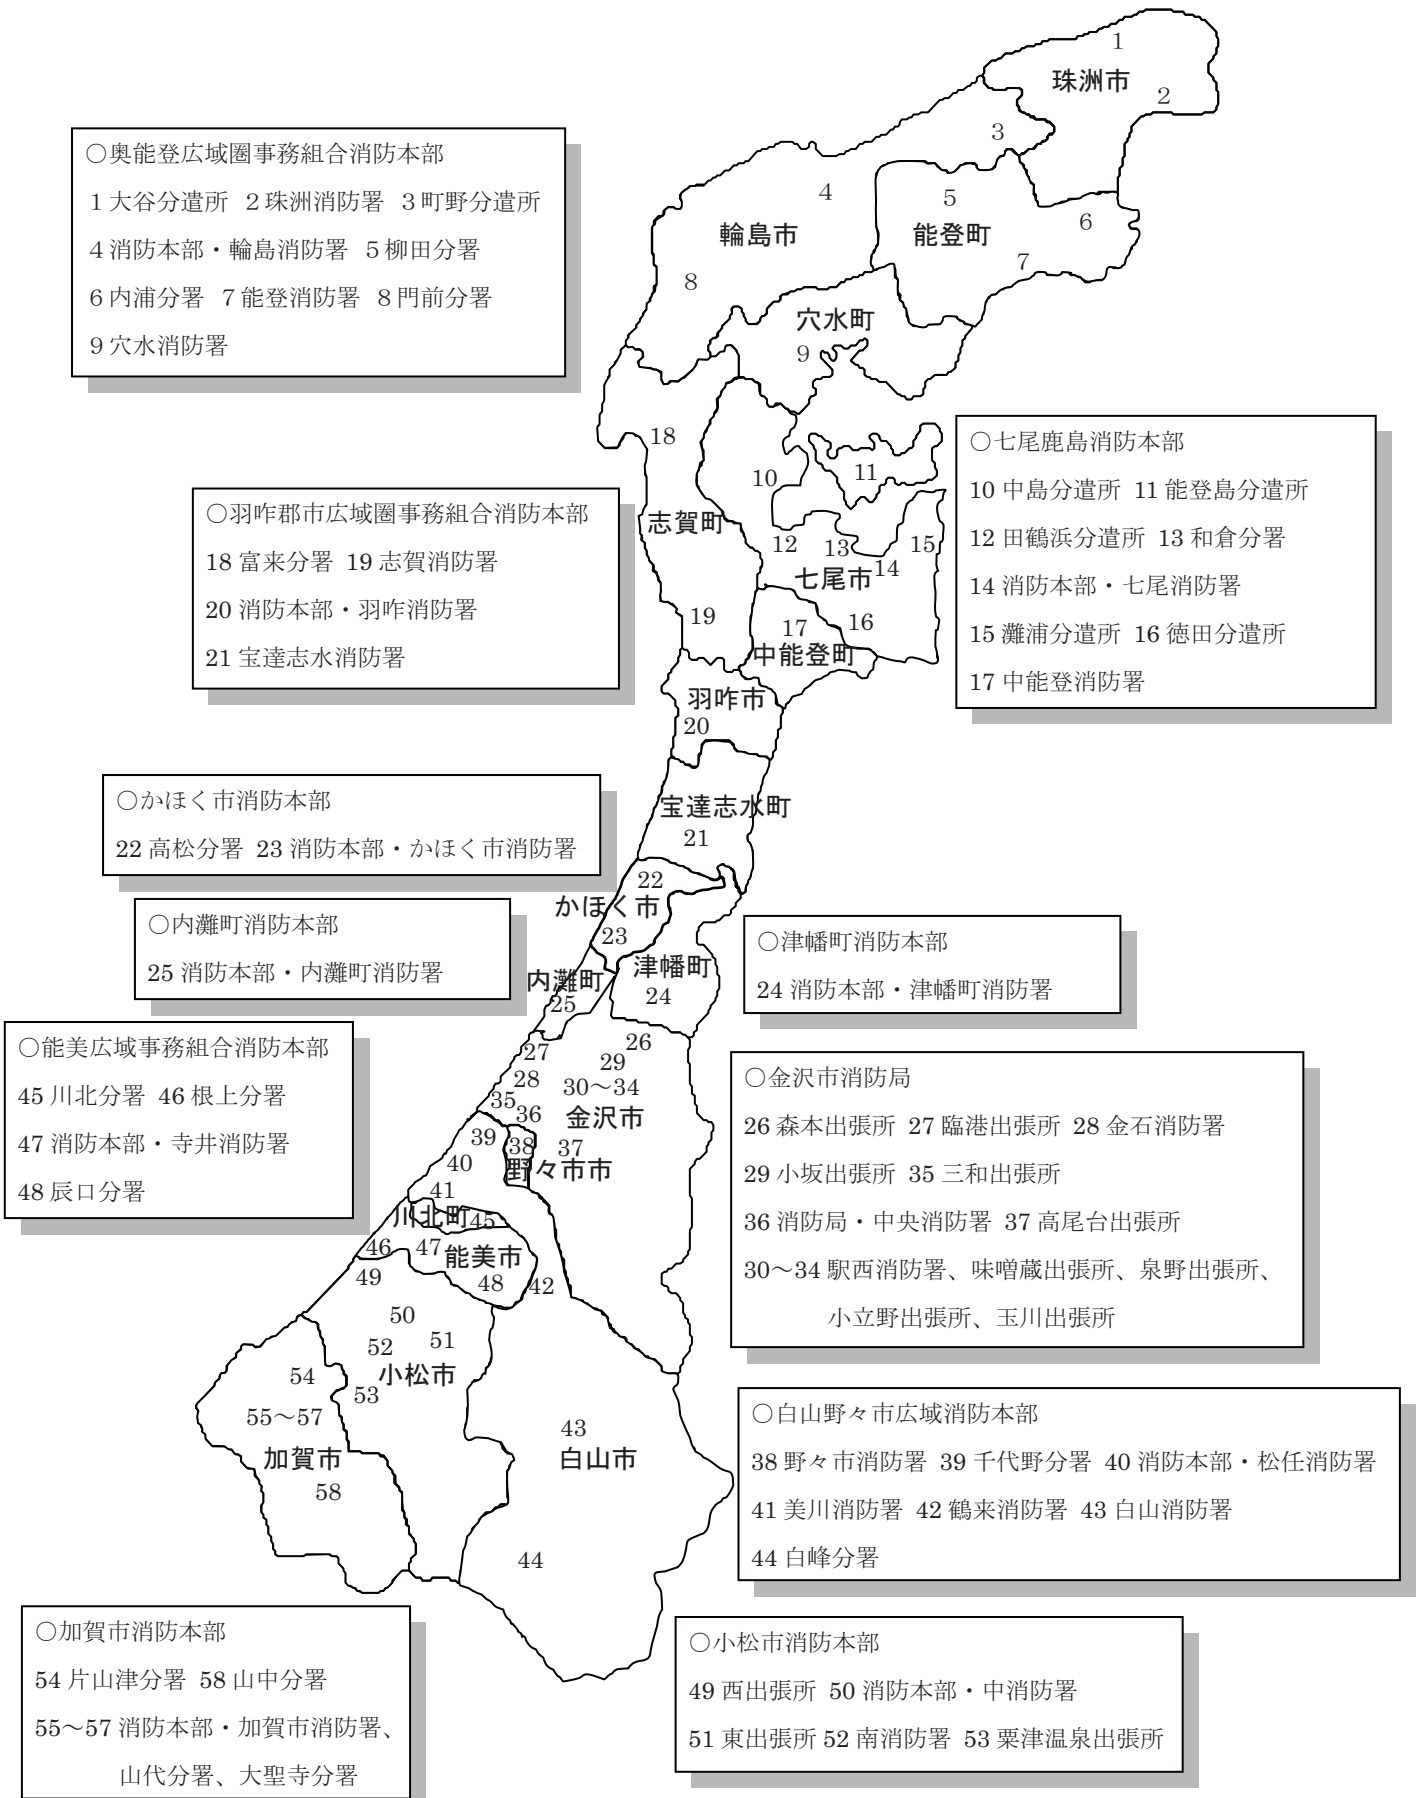 1
珠洲市
2
3
4
5
6
輪島市
能登町
7
8
穴水町
9
○奥能登広域圏事務組合消防本部
1 大谷分遣所 2 珠洲消防署 3 町野分遣所
4 消防本部・輪島消防署 5 柳田分署
6 内浦分署 7 能登消防署 8 門前分署
9 穴水消防署
18
10
11
志賀町
12
13
15
七尾市
14
19
17
16
中能登町
○七尾鹿島消防本部
10 中島分遣所 11 能登島分遣所
12 田鶴浜分遣所 13 和倉分署
14 消防本部・七尾消防署
15 灘浦分遣所 16 徳田分遣所
17 中能登消防署
○羽咋郡市広域圏事務組合消防本部
18 富来分署 19 志賀消防署
20 消防本部・羽咋消防署
21 宝達志水消防署
羽咋市
20
宝達志水町
21
○かほく市消防本部
22 高松分署 23 消防本部・かほく市消防署
22
かほく市
23
○内灘町消防本部
25 消防本部・内灘町消防署
内灘町
25
津幡町
24
○津幡町消防本部
24 消防本部・津幡町消防署
○能美広域事務組合消防本部
45 川北分署 46 根上分署
47 消防本部・寺井消防署
48 辰口分署
26
27
29
28
30～34
35
36
金沢市
39
38
37
40
野々市市
41
川北町
45
46
47
能美市
49
48
42
○金沢市消防局
26 森本出張所 27 臨港出張所 28 金石消防署
29 小坂出張所 35 三和出張所
36 消防局・中央消防署 37 高尾台出張所
30～34 駅西消防署、味噌蔵出張所、泉野出張所、
小立野出張所、玉川出張所
50
52
51
小松市
53
54
55～57
加賀市
58
43
白山市
44
○白山野々市広域消防本部
38 野々市消防署 39 千代野分署 40 消防本部・松任消防署
41 美川消防署 42 鶴来消防署 43 白山消防署
44 白峰分署
○加賀市消防本部
54 片山津分署 58 山中分署
55～57 消防本部・加賀市消防署、
山代分署、大聖寺分署
○小松市消防本部
49 西出張所 50 消防本部・中消防署
51 東出張所 52 南消防署 53 粟津温泉出張所